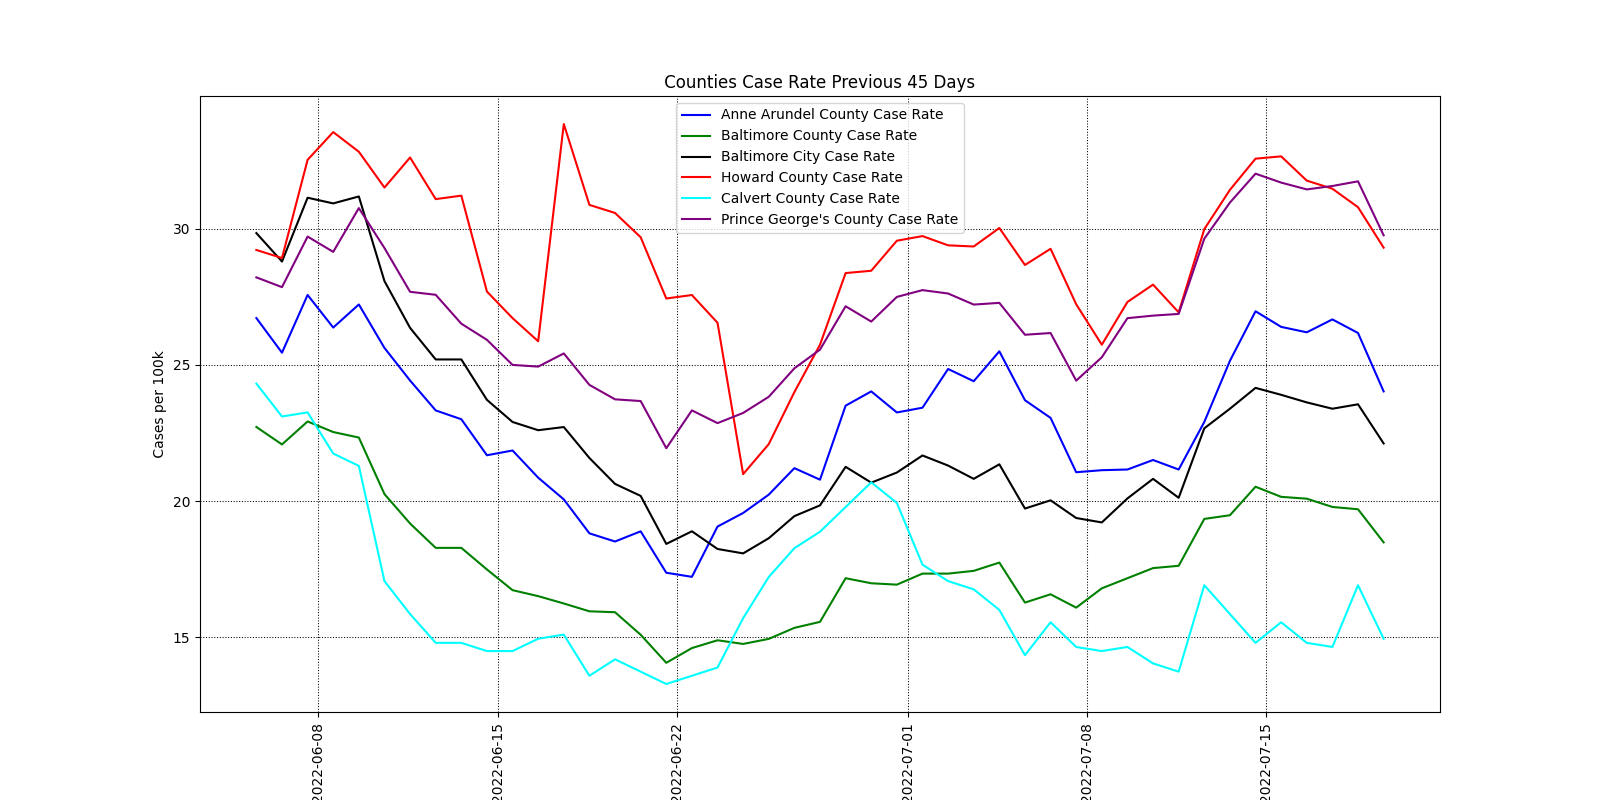 Counties Case Rate Previous 45 Days
Anne Arundel County Case Rate
Baltimore County Case Rate
Baltimore City Case Rate
Howard County Case Rate
Calvert County Case Rate
Prince George's County Case Rate
Cases per 100k
30
25
20
15
2022-06-08
2022-06-15
2022-06-22
2022-07-01
2022-07-08
2022-07-15